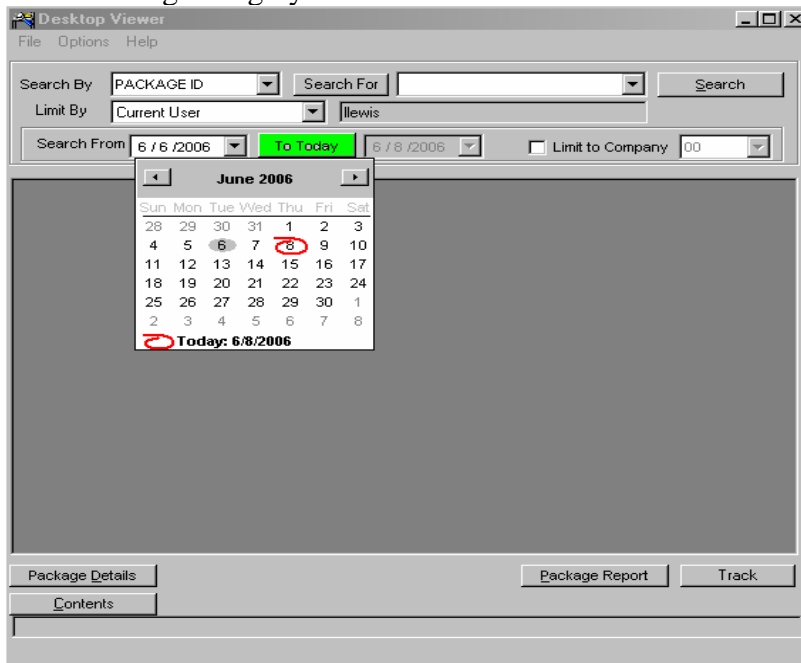 Desktop Viewer
File Options Help
Search By PACKAGE ID Search For Search
Limit By Current User llewis
Search From 6 / 6 /2006 To Today 6 / 8 /2006 Limit to Company 00
June 2006
Sun Mon Tue Wed Thu Fri Sat
28 29 30 31 1 2 3
4 5 6 7 8 9 10
11 12 13 14 15 16 17
18 19 20 21 22 23 24
25 26 27 28 29 30 1
2 3 4 5 6 7 8
Today: 6/8/2006
Package Details Package Report Track
Contents